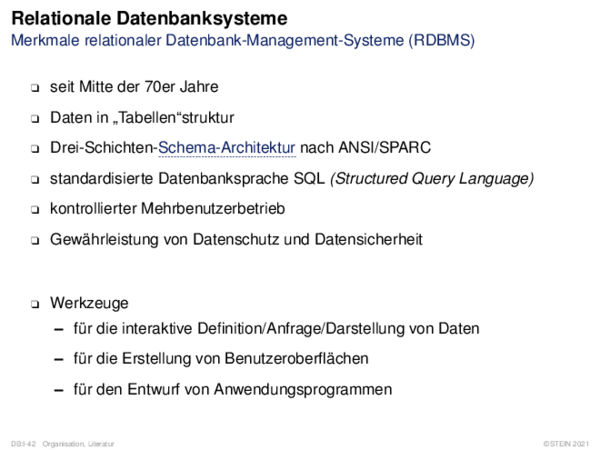 Relationale Datenbanksysteme
Merkmale relationaler Datenbank-Management-Systeme (RDBMS)
❑ seit Mitte der 70er Jahre
❑ Daten in „Tabellen“struktur
❑ Drei-Schichten-Schema-Architektur nach ANSI/SPARC
❑ standardisierte Datenbanksprache SQL (Structured Query Language)
❑ kontrollierter Mehrbenutzerbetrieb
❑ Gewährleistung von Datenschutz und Datensicherheit
❑ Werkzeuge
– für die interaktive Definition/Anfrage/Darstellung von Daten
– für die Erstellung von Benutzeroberflächen
– für den Entwurf von Anwendungsprogrammen
DB:I-42 Organisation, Literatur ©STEIN 2021